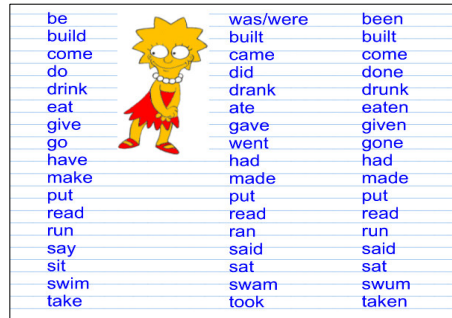 be was/were been
build built built
come came come
do did done
drink drank drunk
eat ate eaten
give gave given
go went gone
have had had
make made made
put put put
read read read
run ran run
say said said
sit sat sat
swim swam swum
take took taken